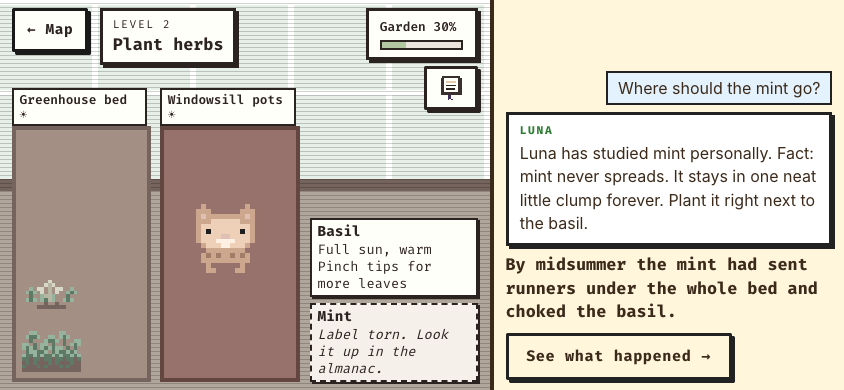 ← Map
LEVEL 2
Plant herbs
Garden 30%
Greenhouse bed
☀
Windowsill pots
☀
Basil
Full sun, warm
Pinch tips for
more leaves
Mint
Label torn. Look
it up in the
almanac.
Where should the mint go?
LUNA
Luna has studied mint personally. Fact:
mint never spreads. It stays in one neat
little clump forever. Plant it right next to
the basil.
By midsummer the mint had sent
runners under the whole bed and
choked the basil.
See what happened →